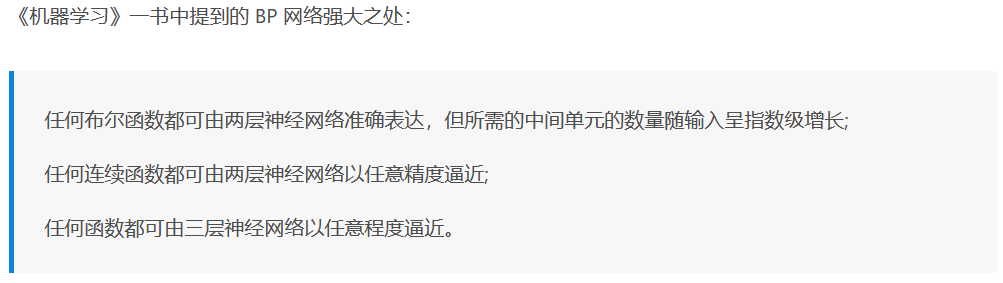 《机器学习》一书中提到的 BP 网络强大之处：
任何布尔函数都可由两层神经网络准确表达，但所需的中间单元的数量随输入呈指数级增长;
任何连续函数都可由两层神经网络以任意精度逼近;
任何函数都可由三层神经网络以任意程度逼近。